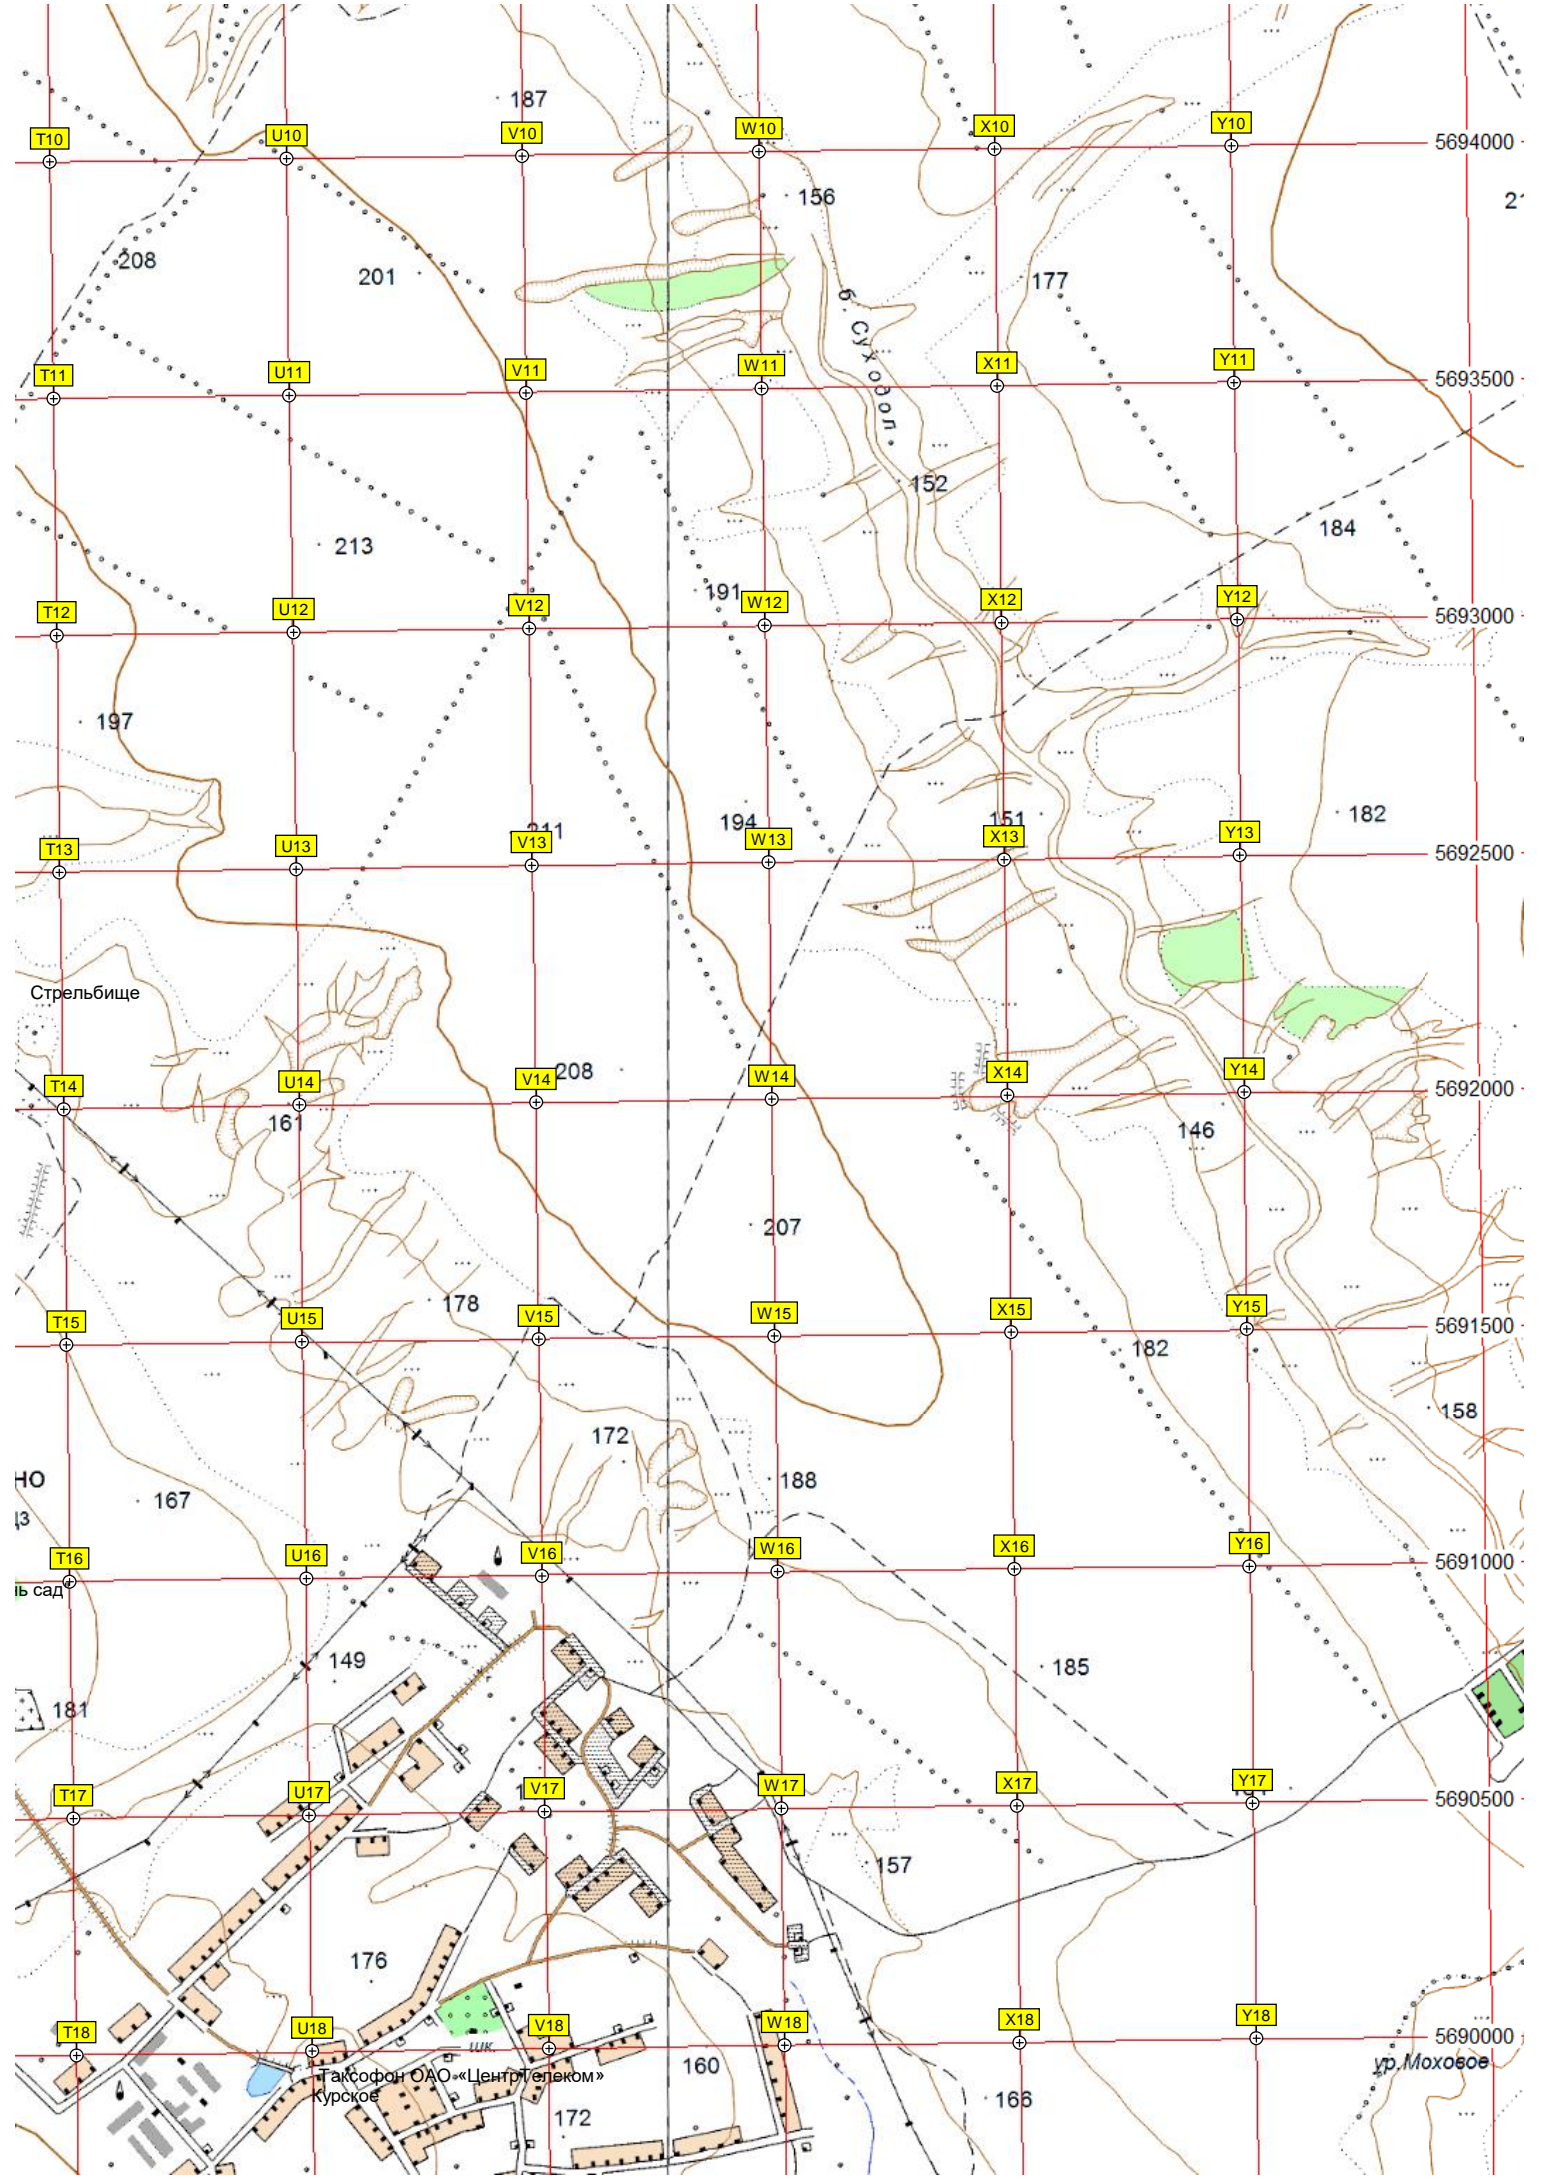 187
T10 U10 V10 W10 X10 Y10 5694000
156
208 201 177
б. Суходол
T11 U11 V11 W11 X11 Y11 5693500
152
213 184
191
T12 U12 V12 W12 X12 Y12 5693000
197
194 151 182
211
T13 U13 V13 W13 X13 Y13 5692500
Стрельбище
208
T14 U14 V14 W14 X14 Y14 5692000
161 146
207
178
T15 U15 V15 W15 X15 Y15 5691500
182
158
172
НО 167 188
T16 U16 V16 W16 X16 Y16 5691000
ь сад
149 185
181
T17 U17 V17 W17 X17 Y17 5690500
157
176
T18 U18 V18 W18 X18 Y18 5690000
шк.
160 ур.Моховое
Таксофон ОАО «ЦентрТелеком»
Курское 166
172